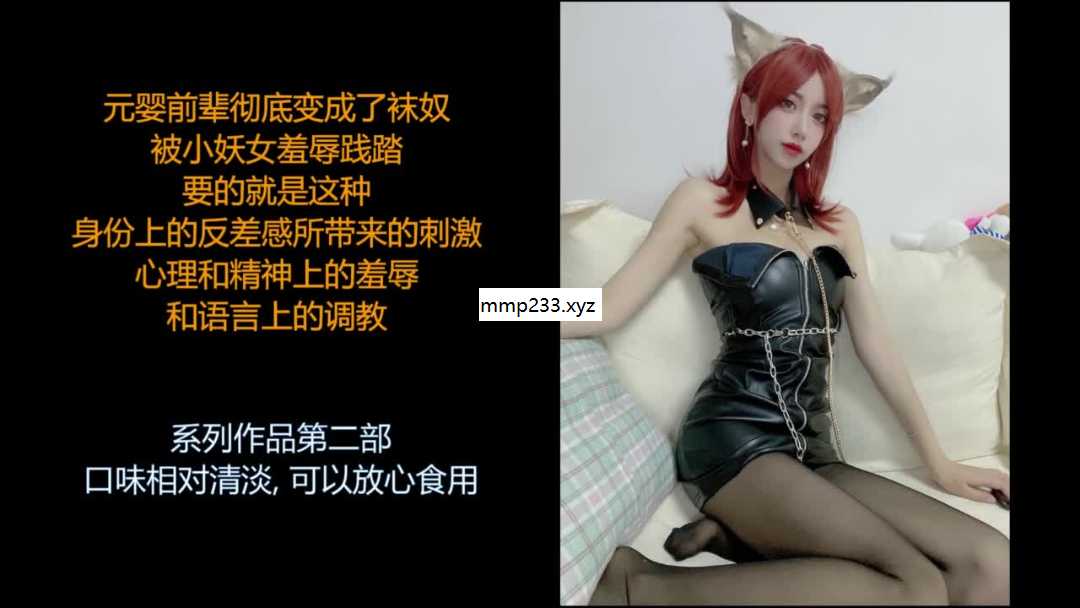 元婴前辈彻底变成了袜奴
被小妖女羞辱践踏
要的就是这种
身份上的反差感所带来的刺激
心理和精神上的羞辱
和语言上的调教
mmp233.xyz
系列作品第二部
口味相对清淡, 可以放心食用